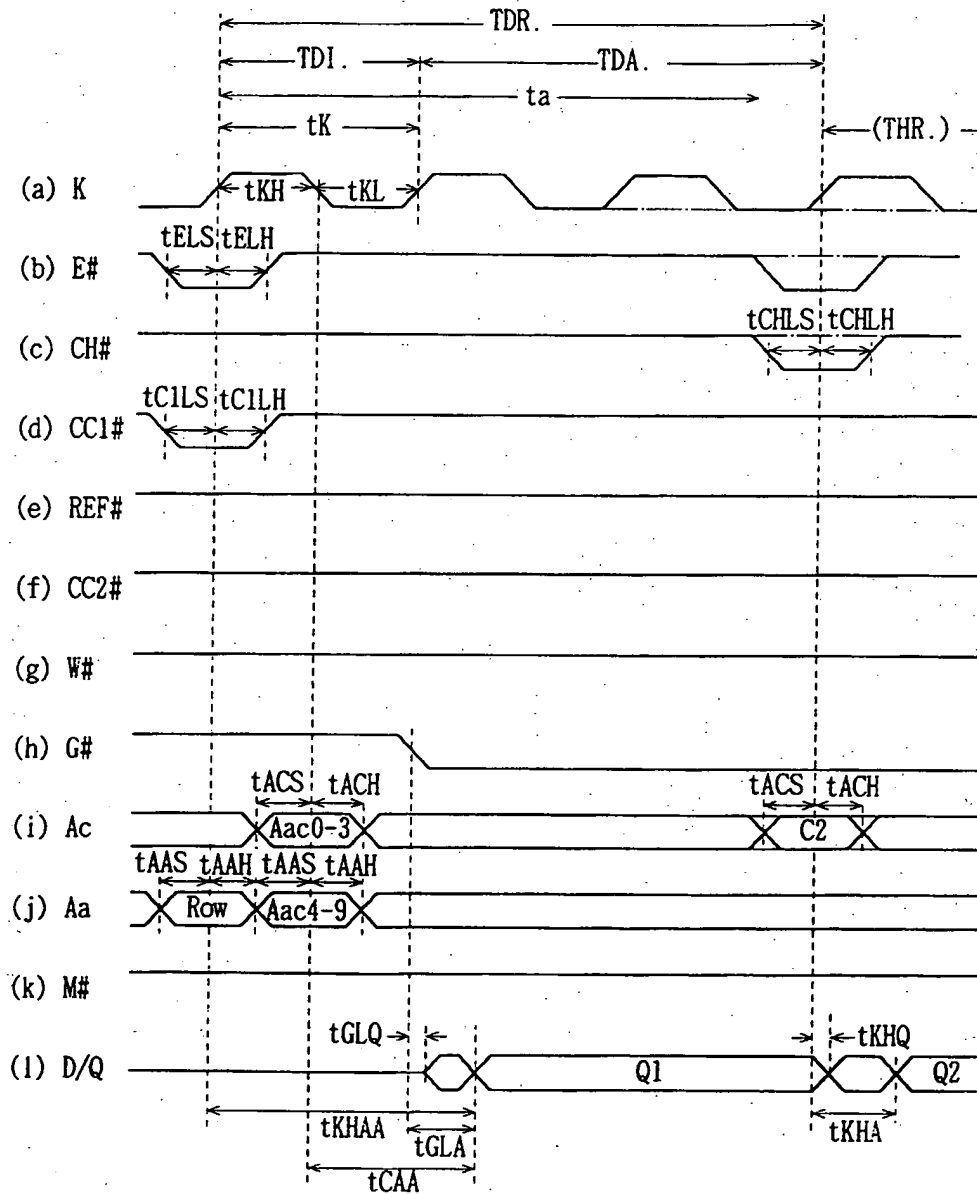 TDR.
TDI. TDA.
ta
tK (THR.)
(a) K tKH tKL
tELS tELH
(b) E#
tCHLS tCHLH
(c) CH#
tC1LS tC1LH
(d) CC1#
(e) REF#
(f) CC2#
(g) W#
(h) G#
tACS tACH tACS tACH
(i) Ac Aac0-3 C2
tAAS tAAH tAAS tAAH
(j) Aa Row Aac4-9
(k) M#
tGLQ tKHQ
(l) D/Q Q1 Q2
tKHAA tKHA
tGLA
tCAA